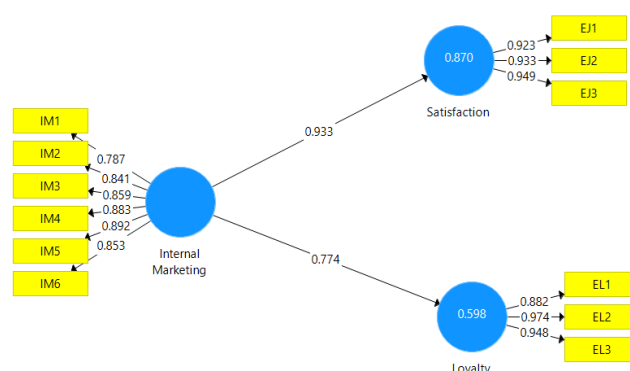 EJ1
0.923
0.870
0.933
EJ2
0.949
EJ3
Satisfaction
IM1
0.933
IM2
0.787
0.841
IM3
0.859
0.883
IM4
0.892
IM5
0.853
IM6
Internal
Marketing
0.774
EL1
0.882
0.598
0.974
EL2
0.948
EL3
Loyalty